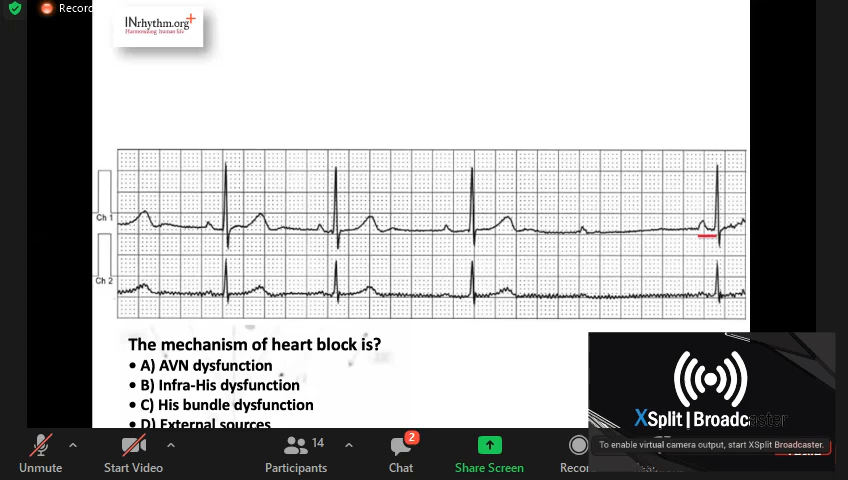 Record
INrhythm.org+
Harmonizing human life
Ch 1
Ch 2
The mechanism of heart block is?
• A) AVN dysfunction
• B) Infra-His dysfunction
• C) His bundle dysfunction
• D) External sources
XSplit | Broadcaster
To enable virtual camera output, start XSplit Broadcaster.
Unmute
Start Video
Participants
14
Chat
2
Share Screen
Record